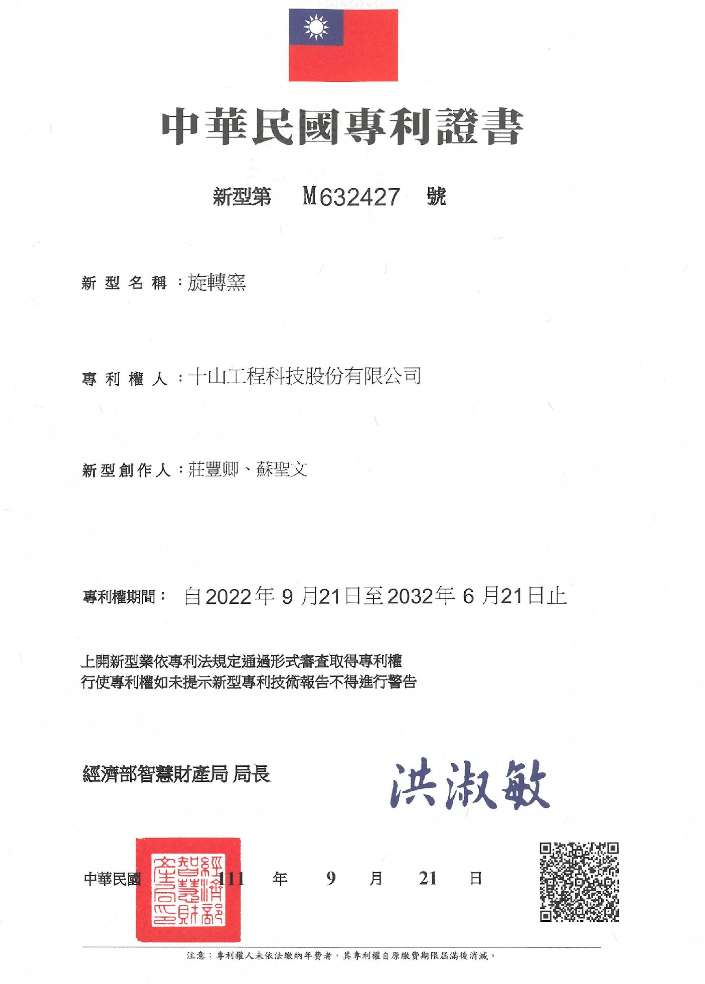 中華民國專利證書
新型第 M632427 號
新型名稱：旋轉窯
專利權人：十山工程科技股份有限公司
新型創作人：莊豐卿、蘇聖文
專利權期間： 自2022年 9 月21日至2032年 6 月21日止
上開新型業依專利法規定通過形式審查取得專利權
行使專利權如未提示新型專利技術報告不得進行警告
經濟部智慧財產局 局長
洪淑敏
中華民國 111 年 9 月 21 日
經濟部智慧財產局印
注意：專利權人未依法繳納年費者，其專利權自原繳費期限屆滿後消滅。